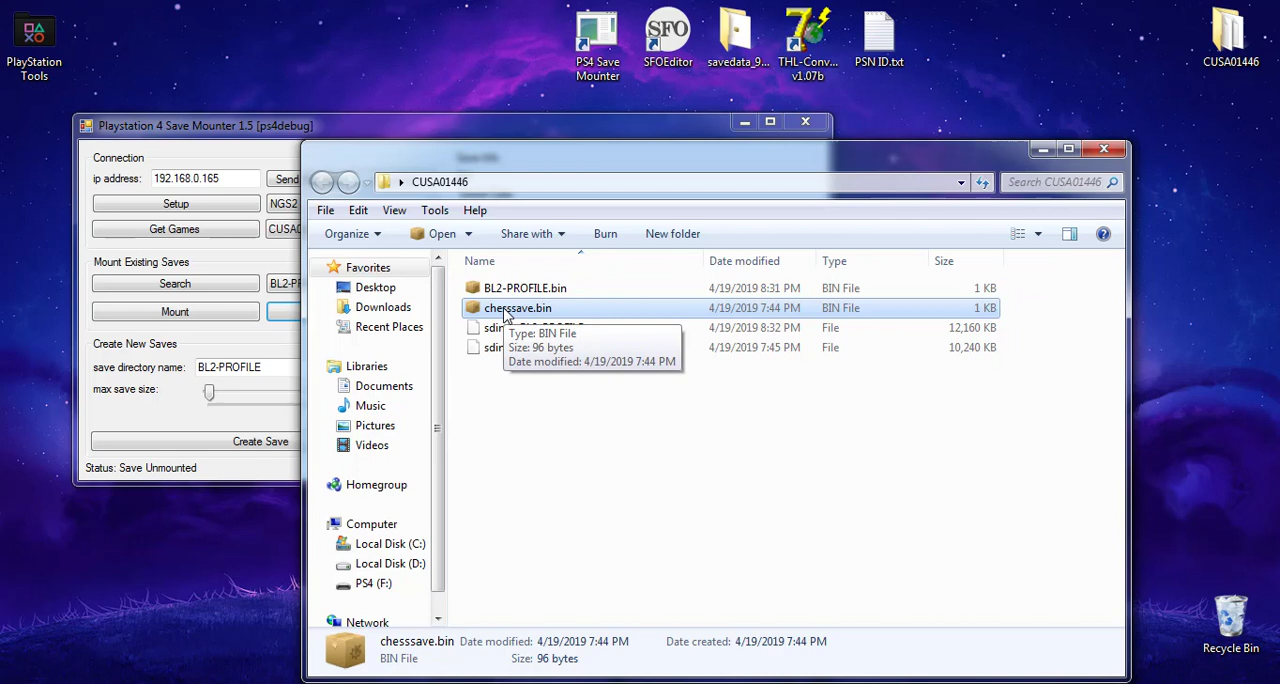 PlayStation
Tools
PS4 Save
Mounter
SFO
SFOEditor
savedata_9...
THL-Conv...
v1.07b
PSN ID.txt
CUSA01446
Playstation 4 Save Mounter 1.5 [ps4debug]
Connection
ip address:
192.168.0.165
Send
Setup
NGS2
Get Games
CUSA0
Mount Existing Saves
Search
BL2-P
Mount
Create New Saves
save directory name:
BL2-PROFILE
max save size:
Create Save
Status: Save Unmounted
CUSA01446
Search CUSA01446
File
Edit
View
Tools
Help
Organize
Open
Share with
Burn
New folder
Favorites
Desktop
Downloads
Recent Places
Libraries
Documents
Music
Pictures
Videos
Homegroup
Computer
Local Disk (C:)
Local Disk (D:)
PS4 (F:)
Network
Name
Date modified
Type
Size
BL2-PROFILE.bin
4/19/2019 8:31 PM
BIN File
1 KB
chesssave.bin
4/19/2019 7:44 PM
BIN File
1 KB
4/19/2019 8:32 PM
File
12,160 KB
4/19/2019 7:45 PM
File
10,240 KB
Type: BIN File
Size: 96 bytes
Date modified: 4/19/2019 7:44 PM
chesssave.bin
Date modified: 4/19/2019 7:44 PM
Date created: 4/19/2019 7:44 PM
BIN File
Size: 96 bytes
Recycle Bin